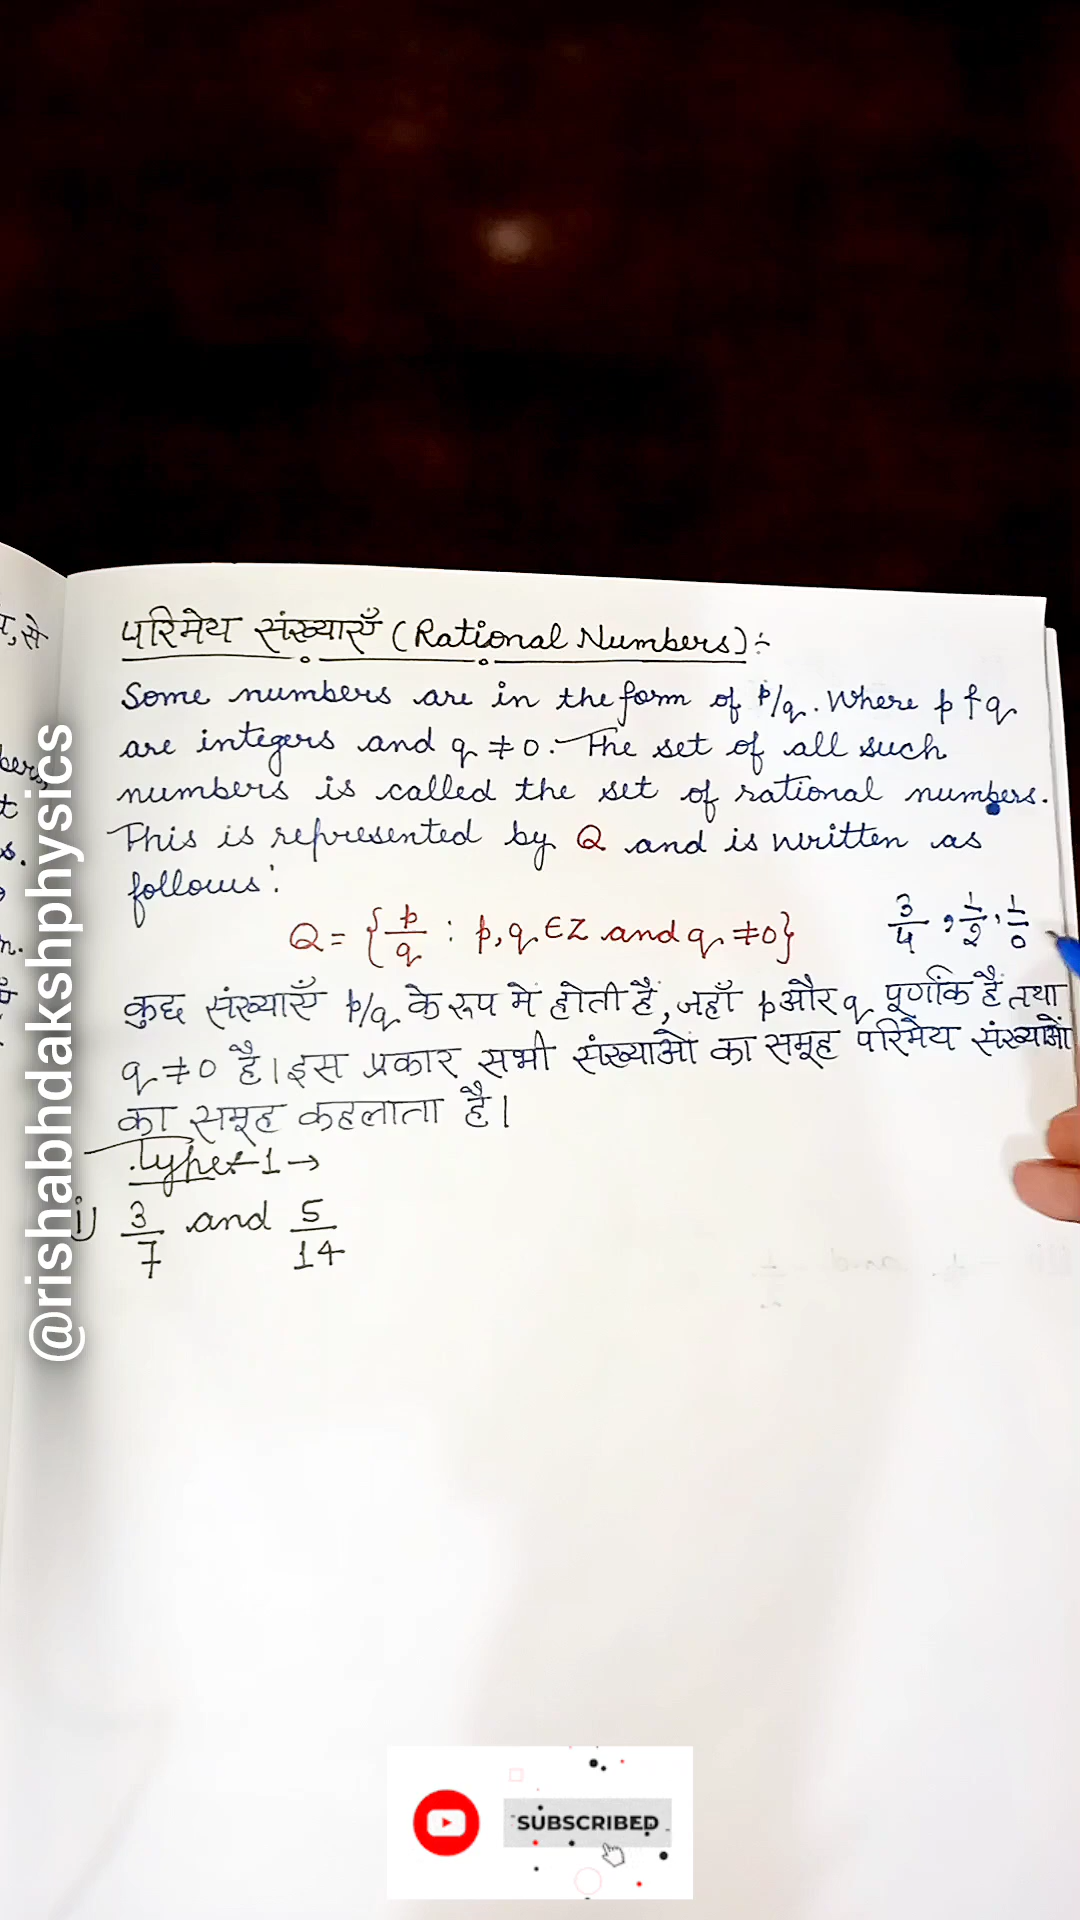 परिमेय संख्याएँ (Rational Numbers):-
Some numbers are in the form of p/q. Where p & q
are integers and q ≠ 0. The set of all such
numbers is called the set of rational numbers.
This is represented by Q and is written as
follows:
Q = {p/q : p, q ∈ Z and q ≠ 0}
3/4, 1/2, 1/0
कुछ संख्याएँ p/q के रूप में होती हैं, जहाँ p और q पूर्णांक हैं तथा
q ≠ 0 है। इस प्रकार सभी संख्याओं का समूह परिमेय संख्याओं
का समूह कहलाता है।
Type-1→
i) 3/7 and 5/14
@rishabhdakshphysics
SUBSCRIBED